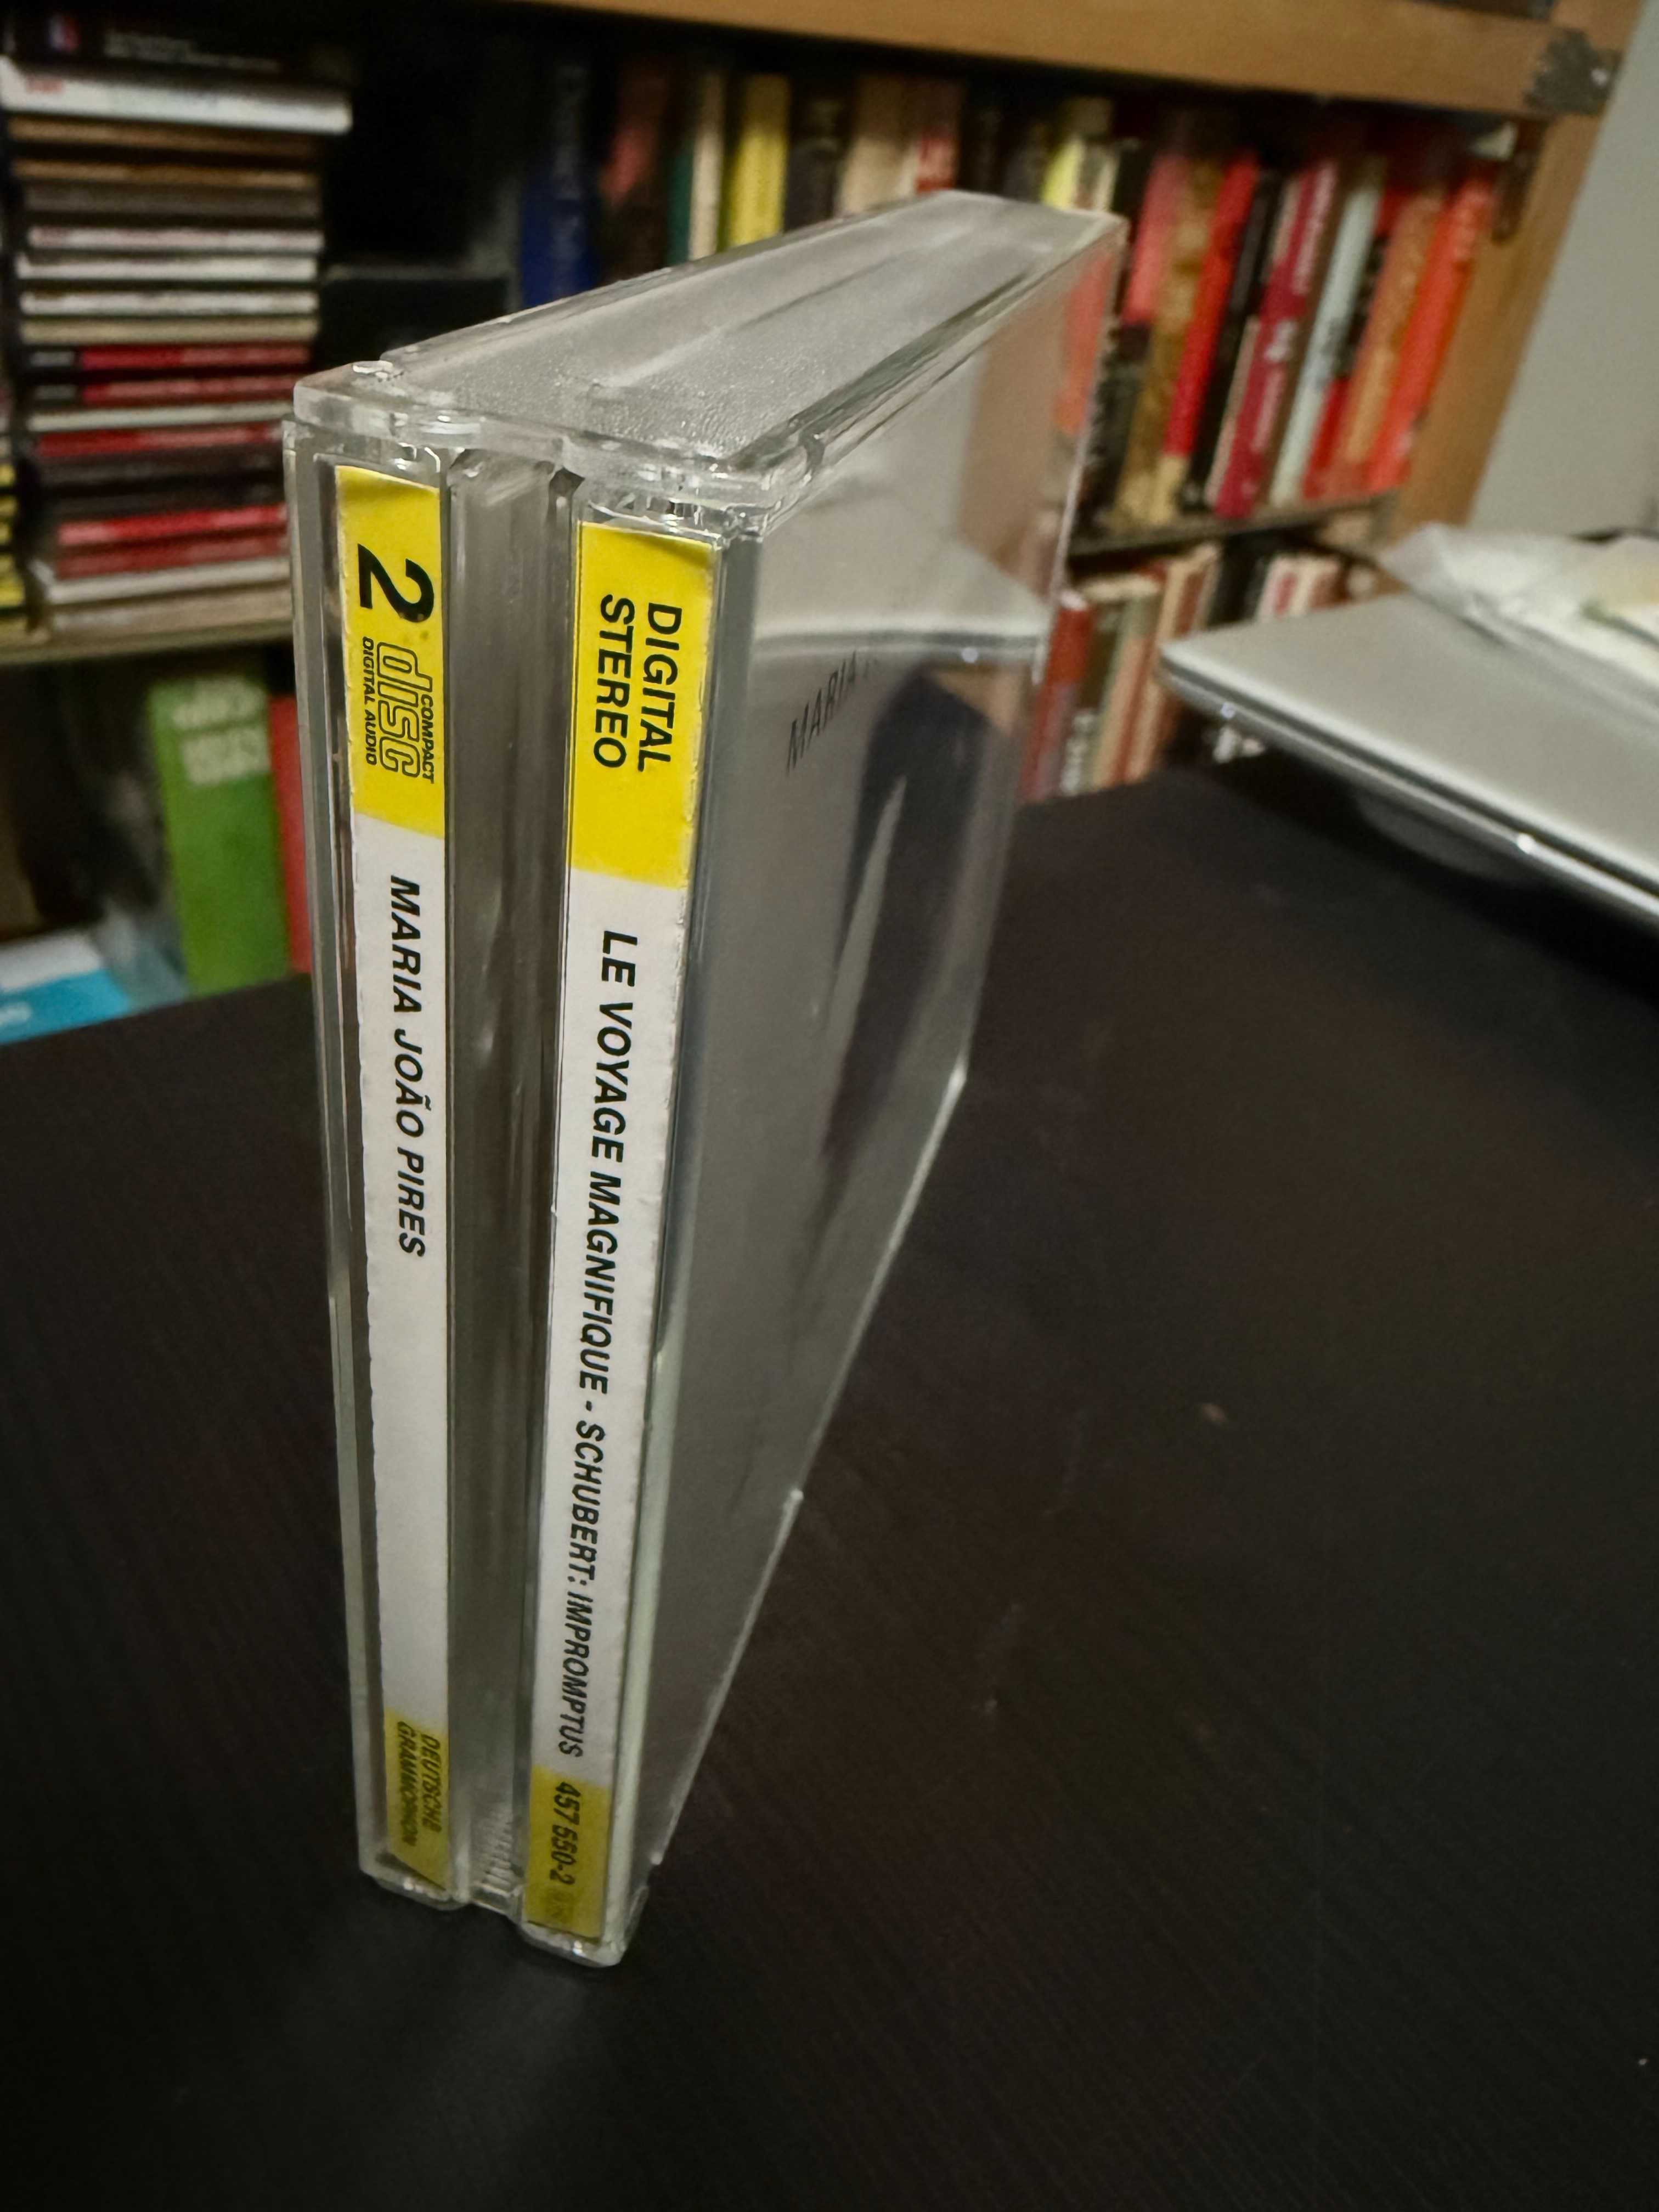 2 COMPACT
disc
DIGITAL AUDIO
MARIA JOÃO PIRES
DEUTSCHE
GRAMMOPHON
DIGITAL
STEREO
LE VOYAGE MAGNIFIQUE - SCHUBERT: IMPROMPTUS
457 550-2
MARIA